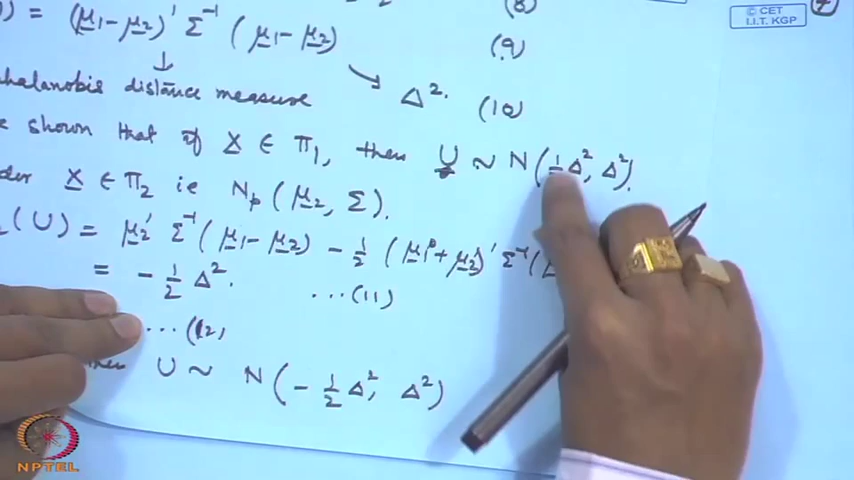 (8)
© CET
I.I.T. KGP
= (μ1−μ2)′ Σ⁻¹ (μ1−μ2) (9)
↓ ↘ Δ². (10)
halanobis distance measure
shown that if X ∈ Π1, then U ~ N(½Δ², Δ²).
X ∈ Π2 ie Np(μ2, Σ).
(U) = μ2′ Σ⁻¹(μ1−μ2) − ½ (μ1+μ2)′ Σ⁻¹(
= − ½ Δ². ...(11)
...(12)
U ~ N(−½Δ², Δ²)
NPTEL